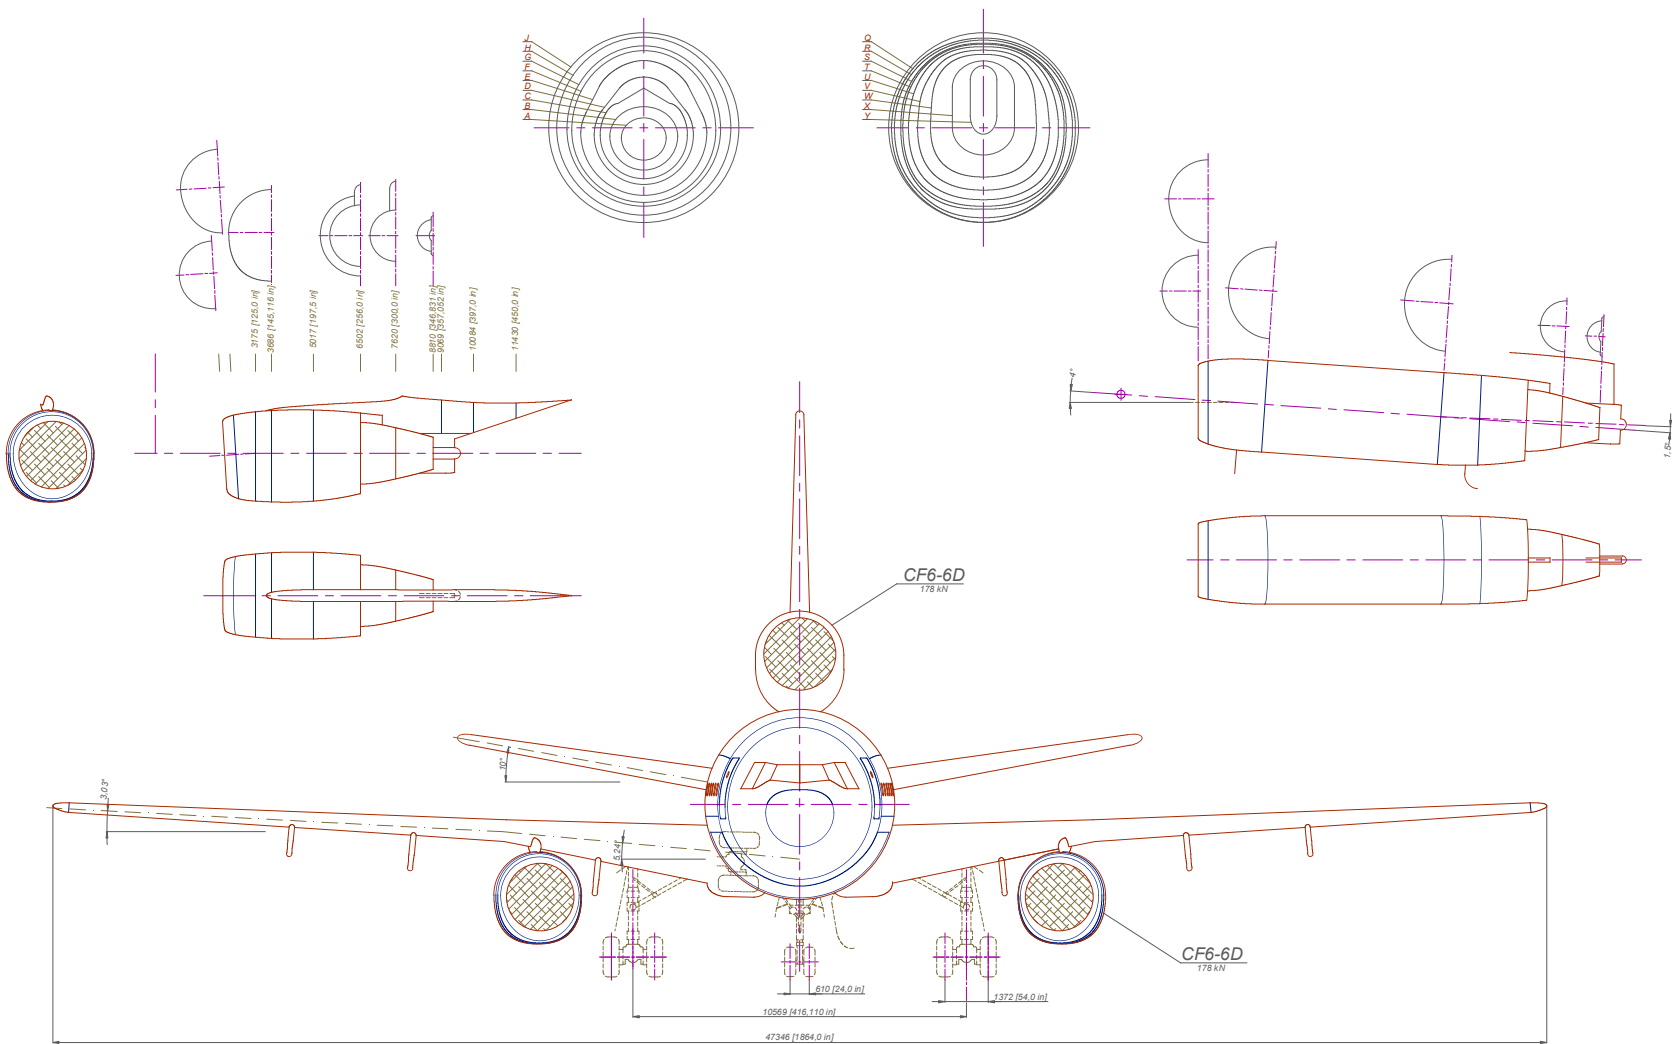 J
H
G
F
E
D
C
B
A
Q
R
S
T
U
V
W
X
Y
3175 [125,0 in]
3686 [145,116 in]
5017 [197,5 in]
6502 [256,0 in]
7620 [300,0 in]
8810 [346,831 in]
9069 [357,052 in]
10084 [397,0 in]
11430 [450,0 in]
4°
1,5°
CF6-6D
178 kN
10°
3,03°
5,24°
CF6-6D
178 kN
610 [24,0 in]
1372 [54,0 in]
10569 [416,110 in]
47346 [1864,0 in]